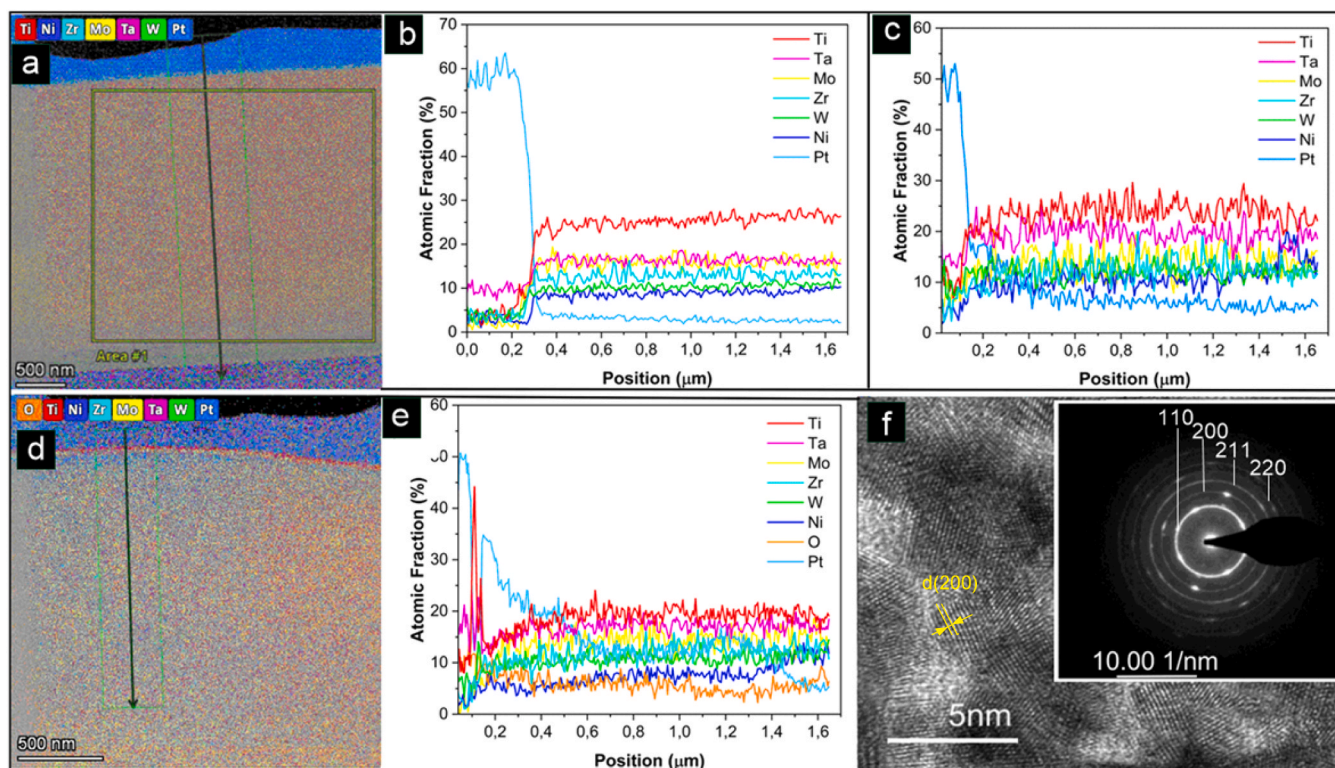 Ti Ni Zr Mo Ta W Pt
a
Area #1
500 nm
b
70
60
50
40
30
20
10
0
Atomic Fraction (%)
Ti
Ta
Mo
Zr
W
Ni
Pt
0,0 0,2 0,4 0,6 0,8 1,0 1,2 1,4 1,6
Position (μm)
c
60
50
40
30
20
10
0
Atomic Fraction (%)
Ti
Ta
Mo
Zr
W
Ni
Pt
0,2 0,4 0,6 0,8 1,0 1,2 1,4 1,6
Position (μm)
O Ti Ni Zr Mo Ta W Pt
d
500 nm
e
60
40
30
20
10
0
Atomic Fraction (%)
Ti
Ta
Mo
Zr
W
Ni
O
Pt
0,2 0,4 0,6 0,8 1,0 1,2 1,4 1,6
Position (μm)
f
d(200)
5nm
110
200
211
220
10.00 1/nm